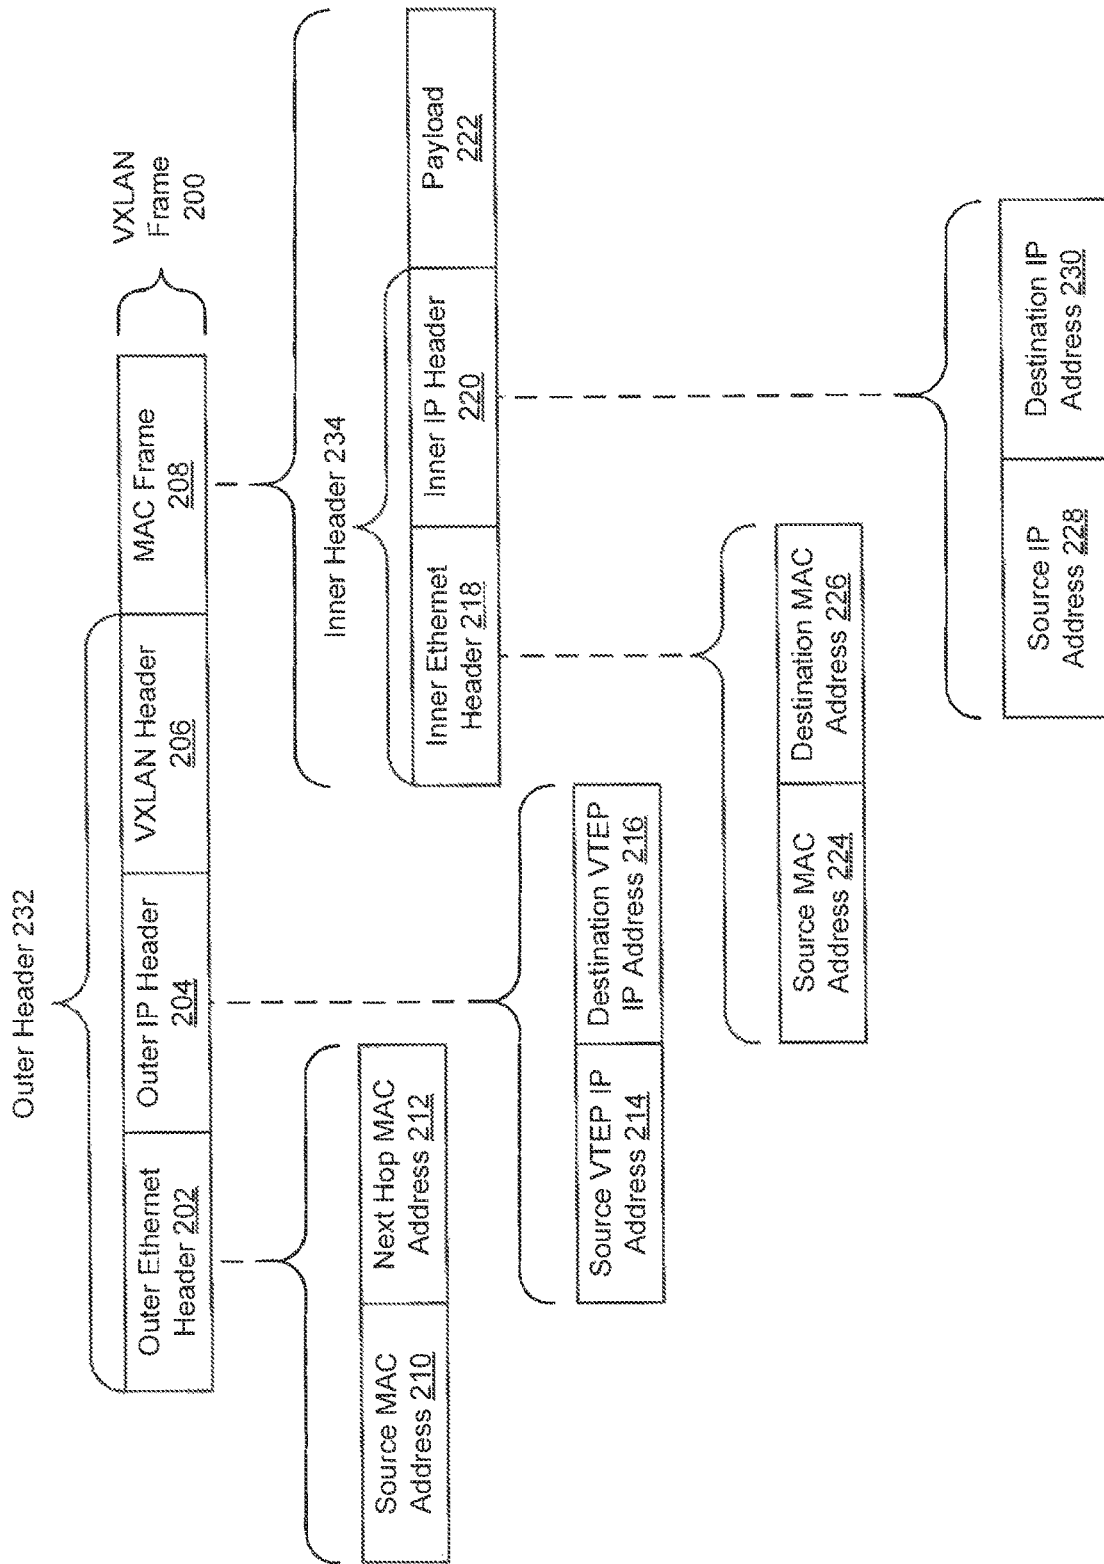 Outer Header 232
VXLAN
Frame
200
Outer Ethernet
Header 202
Outer IP Header
204
VXLAN Header
206
MAC Frame
208
Inner Header 234
Source MAC
Address 210
Next Hop MAC
Address 212
Inner Ethernet
Header 218
Inner IP Header
220
Payload
222
Source VTEP IP
Address 214
Destination VTEP
IP Address 216
Source MAC
Address 224
Destination MAC
Address 226
Source IP
Address 228
Destination IP
Address 230